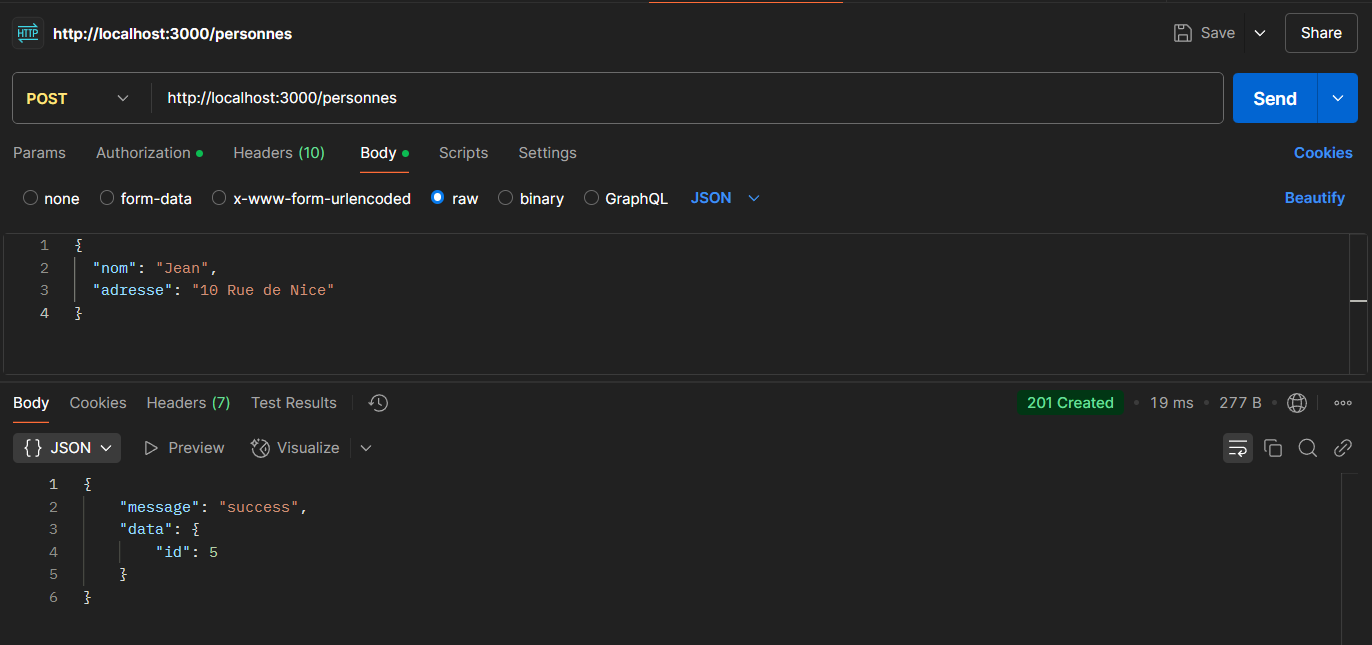 HTTP http://localhost:3000/personnes Save Share
POST http://localhost:3000/personnes Send
Params Authorization Headers (10) Body Scripts Settings Cookies
none form-data x-www-form-urlencoded raw binary GraphQL JSON Beautify
1 {
2 "nom": "Jean",
3 "adresse": "10 Rue de Nice"
4 }
Body Cookies Headers (7) Test Results 201 Created • 19 ms • 277 B •
{} JSON Preview Visualize
1 {
2 "message": "success",
3 "data": {
4 "id": 5
5 }
6 }